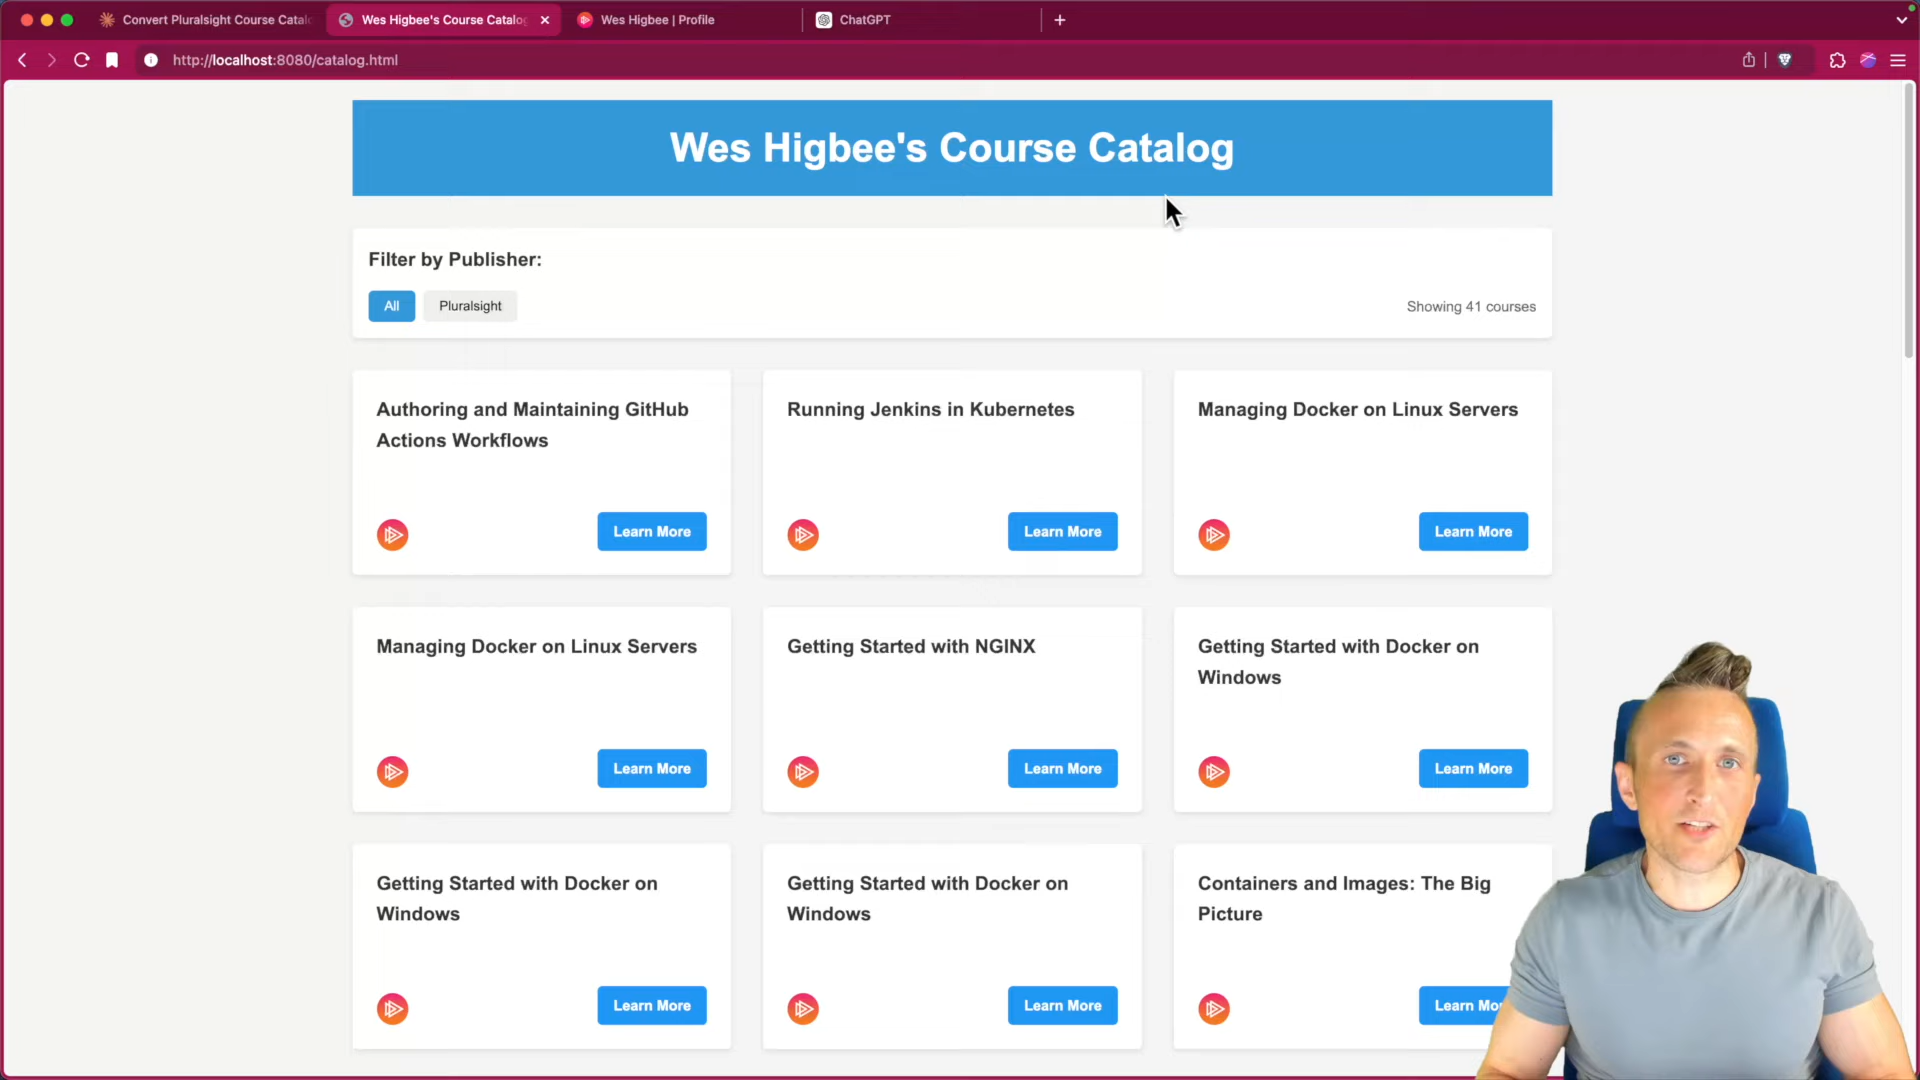 Convert Pluralsight Course Catal
Wes Higbee's Course Catalog
Wes Higbee | Profile
ChatGPT
http://localhost:8080/catalog.html
Wes Higbee's Course Catalog
Filter by Publisher:
All
Pluralsight
Showing 41 courses
Authoring and Maintaining GitHub
Actions Workflows
Learn More
Running Jenkins in Kubernetes
Learn More
Managing Docker on Linux Servers
Learn More
Managing Docker on Linux Servers
Learn More
Getting Started with NGINX
Learn More
Getting Started with Docker on
Windows
Learn More
Getting Started with Docker on
Windows
Learn More
Getting Started with Docker on
Windows
Learn More
Containers and Images: The Big
Picture
Learn Mo